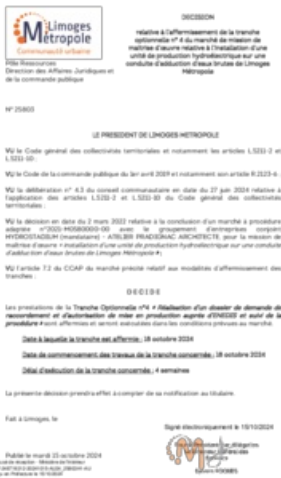 Limoges
Métropole
Communauté urbaine
Pôle Ressources
Direction des Affaires Juridiques et
de la commande publique
DECISION
relative à l'affermissement de la tranche
optionnelle n° 4 du marché de mission de
maîtrise d'œuvre relative à l'installation d'une
unité de production hydroélectrique sur une
conduite d'adduction d'eaux brutes de Limoges
Métropole
N° 25803
LE PRESIDENT DE LIMOGES METROPOLE
VU le Code général des collectivités territoriales et notamment les articles L.5211-2 et
L.5211-10 ;
VU le Code de la commande publique du 1er avril 2019 et notamment son article R.2123-6 ;
VU la délibération n° 4.3 du conseil communautaire en date du 27 juin 2024 relative à
l'application des articles L.5211-2 et L.5211-10 du Code général des collectivités
territoriales ;
VU la décision en date du 2 mars 2022 relative à la conclusion d'un marché à procédure
adaptée avec le groupement d'entreprises conjoint
HYDROSTADIUM (mandataire) - ATELIER PRADEIGNAC ARCHITECTE, pour la mission de
maîtrise d'œuvre « installation d'une unité de production hydroélectrique sur une conduite
d'adduction d'eaux brutes de Limoges Métropole » ;
VU l'article 7.2 du CCAP du marché précité relatif aux modalités d'affermissement des
tranches ;
D E C I D E
Les prestations de la Tranche Optionnelle n°4 « Réalisation d'un dossier de demande de
raccordement et d'autorisation de mise en production auprès d'ENEDIS et suivi de la
procédure » sont affermies et seront exécutées dans les conditions prévues au marché.
Date à laquelle la tranche est affermie : 18 octobre 2024
Date de commencement des travaux de la tranche concernée : 18 octobre 2024
Délai d'exécution de la tranche concernée : 4 semaines
La présente décision prendra effet à compter de sa notification au titulaire.
Fait à Limoges, le
Signé électroniquement le 15/10/2024
Publié le mardi 15 octobre 2024